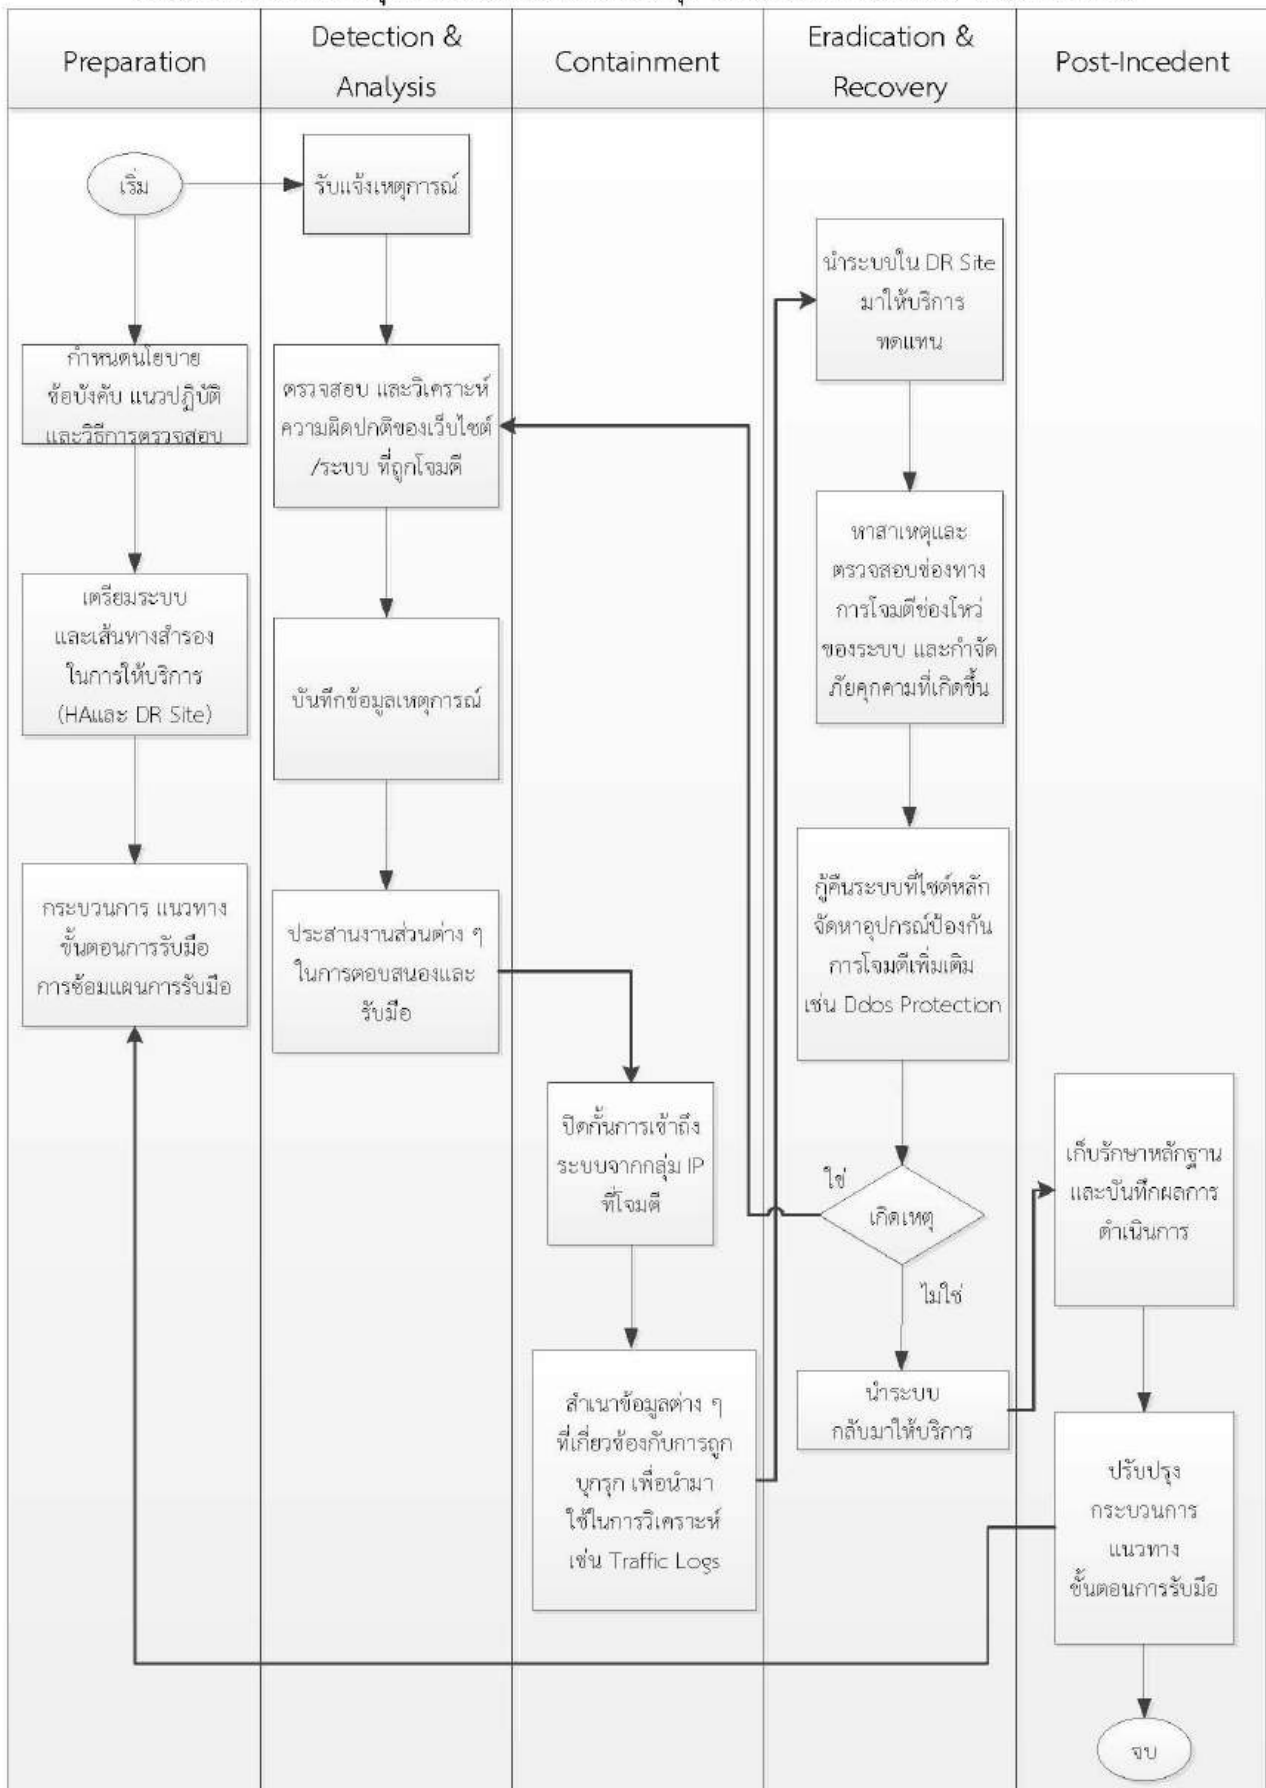 Preparation
Detection &
Analysis
Containment
Eradication &
Recovery
Post-Incedent
เริ่ม
กำหนดนโยบาย
ข้อบังคับ แนวปฏิบัติ
และวิธีการตรวจสอบ
เตรียมระบบ
และเส้นทางสำรอง
ในการให้บริการ
(HAและ DR Site)
กระบวนการ แนวทาง
ขั้นตอนการรับมือ
การซ้อมแผนการรับมือ
รับแจ้งเหตุการณ์
ตรวจสอบ และวิเคราะห์
ความผิดปกติของเว็บไซต์
/ระบบ ที่ถูกโจมตี
บันทึกข้อมูลเหตุการณ์
ประสานงานส่วนต่าง ๆ
ในการตอบสนองและ
รับมือ
ปิดกั้นการเข้าถึง
ระบบจากกลุ่ม IP
ที่โจมตี
สำเนาข้อมูลต่าง ๆ
ที่เกี่ยวข้องกับการถูก
บุกรุก เพื่อนำมา
ใช้ในการวิเคราะห์
เช่น Traffic Logs
นำระบบใน DR Site
มาให้บริการ
ทดแทน
หาสาเหตุและ
ตรวจสอบช่องทาง
การโจมตีช่องโหว่
ของระบบ และกำจัด
ภัยคุกคามที่เกิดขึ้น
กู้คืนระบบที่ไซต์หลัก
จัดหาอุปกรณ์ป้องกัน
การโจมตีเพิ่มเติม
เช่น Ddos Protection
ใช่
เกิดเหตุ
ไม่ใช่
นำระบบ
กลับมาให้บริการ
เก็บรักษาหลักฐาน
และบันทึกผลการ
ดำเนินการ
ปรับปรุง
กระบวนการ
แนวทาง
ขั้นตอนการรับมือ
จบ